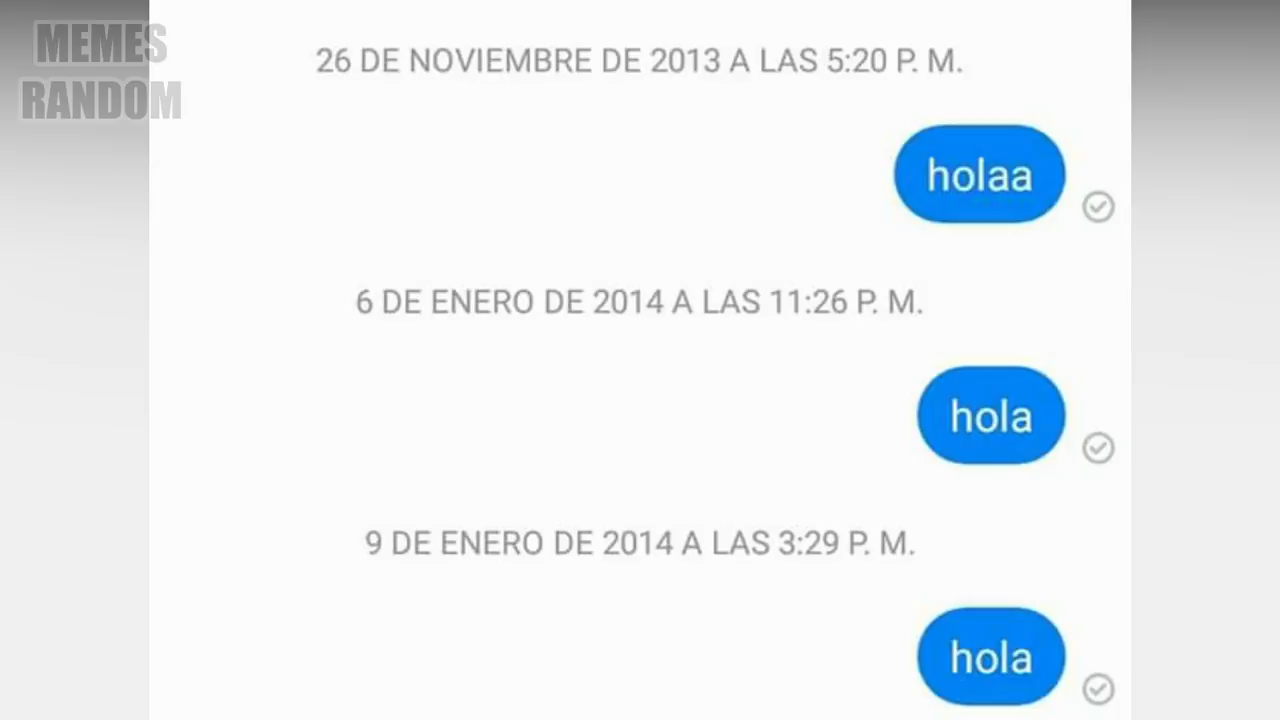 MEMES
RANDOM
26 DE NOVIEMBRE DE 2013 A LAS 5:20 P. M.
holaa
6 DE ENERO DE 2014 A LAS 11:26 P. M.
hola
9 DE ENERO DE 2014 A LAS 3:29 P. M.
hola